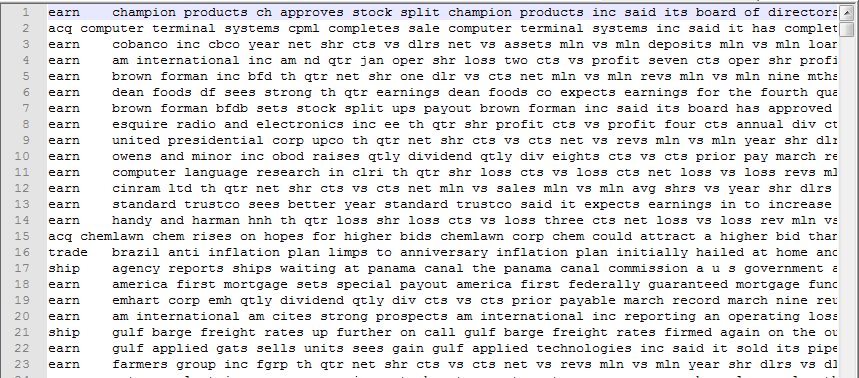 1 earn champion products ch approves stock split champion products inc said its board of directors
2 acq computer terminal systems cpml completes sale computer terminal systems inc said it has complet
3 earn cobanco inc cbco year net shr cts vs dlrs net vs assets mln vs mln deposits mln vs mln loar
4 earn am international inc am nd qtr jan oper shr loss two cts vs profit seven cts oper shr profi
5 earn brown forman inc bfd th qtr net shr one dlr vs cts net mln vs mln revs mln vs mln nine mths
6 earn dean foods df sees strong th qtr earnings dean foods co expects earnings for the fourth qua
7 earn brown forman bfdb sets stock split ups payout brown forman inc said its board has approved
8 earn esquire radio and electronics inc ee th qtr shr profit cts vs profit four cts annual div ct
9 earn united presidential corp upco th qtr net shr cts vs cts net vs revs mln vs mln year shr dlr
10 earn owens and minor inc obod raises qtly dividend qtly div eights cts vs cts prior pay march re
11 earn computer language research in clri th qtr shr loss cts vs loss cts net loss vs loss revs ml
12 earn cinram ltd th qtr net shr cts vs cts net mln vs sales mln vs mln avg shrs vs year shr dlrs
13 earn standard trustco sees better year standard trustco said it expects earnings in to increase
14 earn handy and harman hnh th qtr loss shr loss cts vs loss three cts net loss vs loss rev mln vs
15 acq chemlawn chem rises on hopes for higher bids chemlawn corp chem could attract a higher bid than
16 trade brazil anti inflation plan limps to anniversary inflation plan initially hailed at home anc
17 ship agency reports ships waiting at panama canal the panama canal commission a u s government a
18 earn america first mortgage sets special payout america first federally guaranteed mortgage func
19 earn emhart corp emh qtly dividend qtly div cts vs cts prior payable march record march nine reu
20 earn am international am cites strong prospects am international inc reporting an operating loss
21 ship gulf barge freight rates up further on call gulf barge freight rates firmed again on the ou
22 earn gulf applied gats sells units sees gain gulf applied technologies inc said it sold its pipe
23 earn farmers group inc fgrp th qtr net shr cts vs cts net vs revs mln vs mln year shr dlrs vs dl